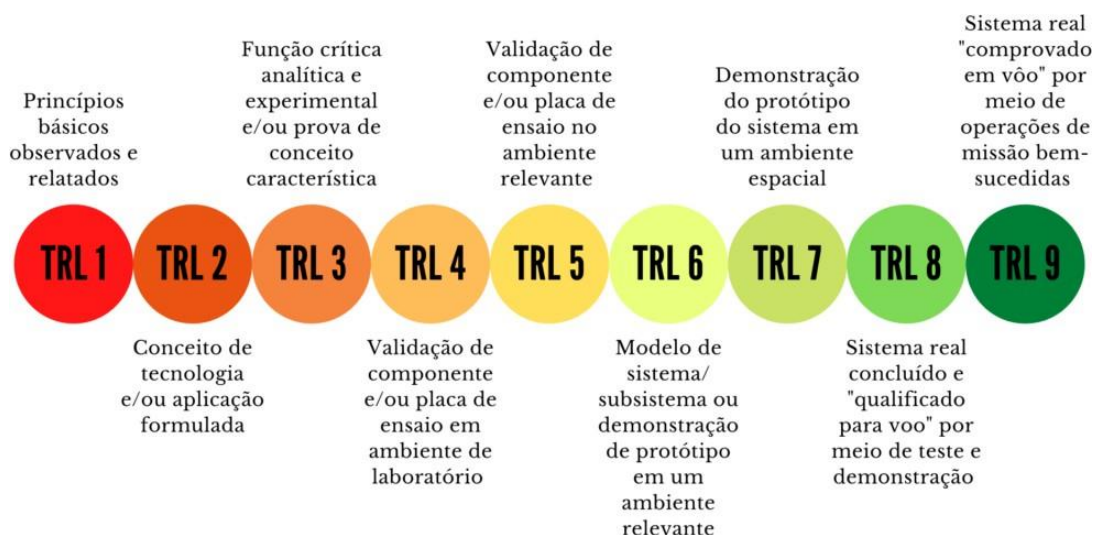 Princípios
básicos
observados e
relatados
TRL 1
Conceito de
tecnologia
e/ou aplicação
formulada
TRL 2
Função crítica
analítica e
experimental
e/ou prova de
conceito
característica
TRL 3
Validação de
componente
e/ou placa de
ensaio em
ambiente de
laboratório
TRL 4
Validação de
componente
e/ou placa de
ensaio no
ambiente
relevante
TRL 5
Modelo de
sistema/
subsistema ou
demonstração
de protótipo
em um
ambiente
relevante
TRL 6
Demonstração
do protótipo
do sistema em
um ambiente
espacial
TRL 7
Sistema real
concluído e
"qualificado
para voo" por
meio de teste e
demonstração
TRL 8
Sistema real
"comprovado
em vôo" por
meio de
operações de
missão bem-
sucedidas
TRL 9